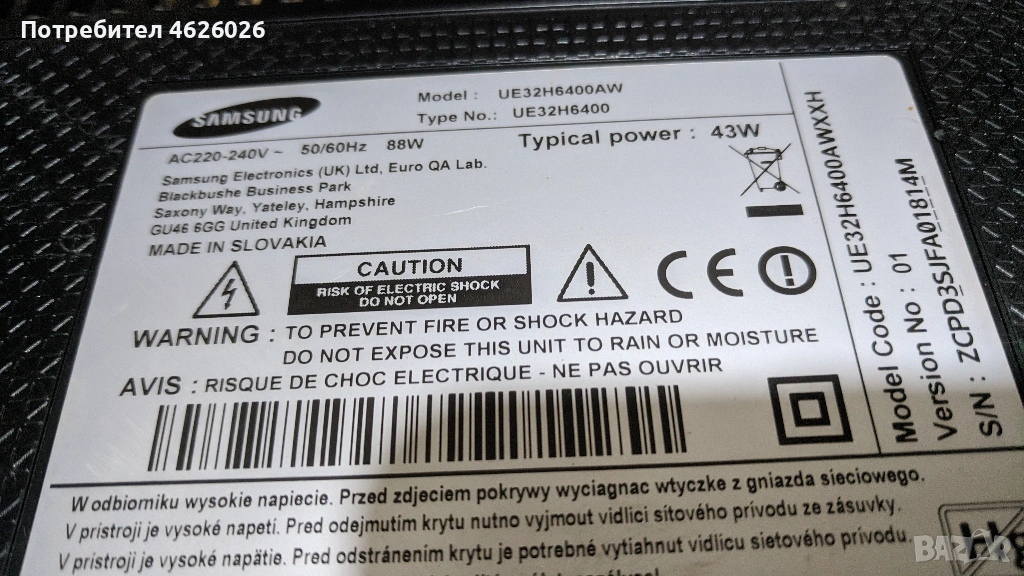 Потребител 4626026
SAMSUNG
Model : UE32H6400AW
Type No.: UE32H6400
AC220-240V ~ 50/60Hz 88W
Typical power : 43W
Samsung Electronics (UK) Ltd, Euro QA Lab.
Blackbushe Business Park
Saxony Way, Yateley, Hampshire
GU46 6GG United Kingdom
MADE IN SLOVAKIA
CAUTION
RISK OF ELECTRIC SHOCK
DO NOT OPEN
CE
WARNING : TO PREVENT FIRE OR SHOCK HAZARD
DO NOT EXPOSE THIS UNIT TO RAIN OR MOISTURE
AVIS : RISQUE DE CHOC ELECTRIQUE - NE PAS OUVRIR
Model Code : UE32H6400AWXXH
Version No : 01
S/N : ZCPD3SJFA01814M
W odbiorniku wysokie napiecie. Przed zdjeciem pokrywy wyciagnac wtyczke z gniazda sieciowego.
V pristroji je vysoké napetí. Pred odejmutím krytu nutno vyjmout vidlici sítového prívodu ze zásuvky.
V pristroji je vysoké napätie. Pred odstránením krytu je potrebné vytiahnut vidlicu sietového prívodu.
BAZAR